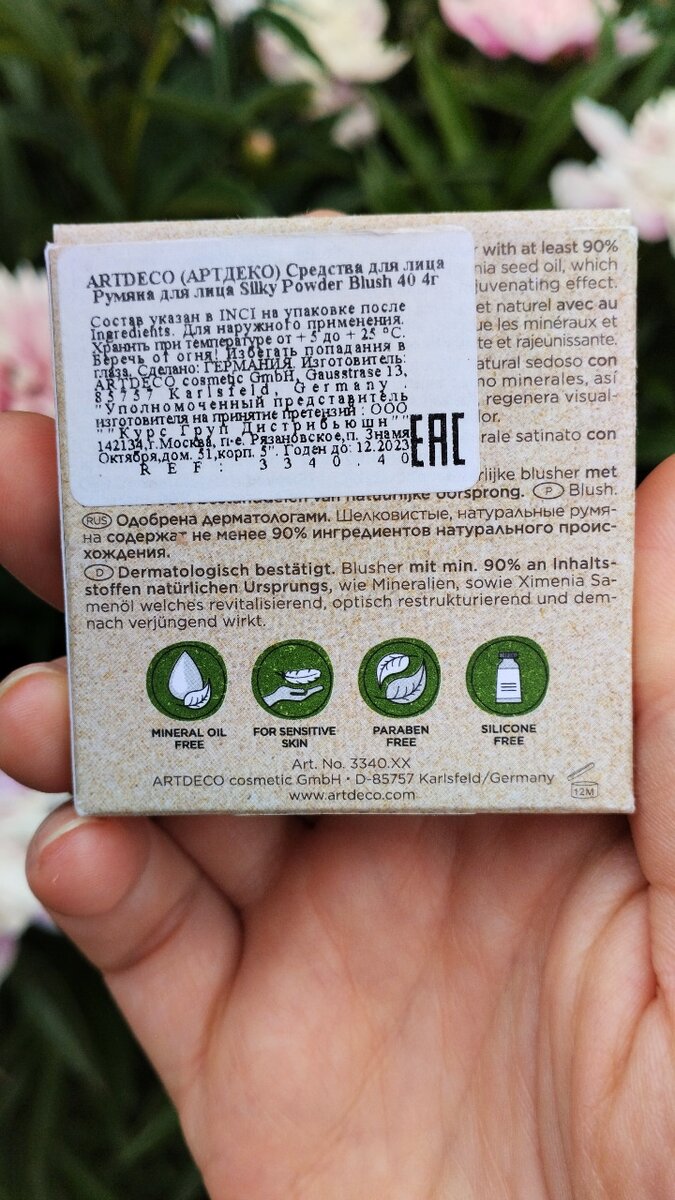 ARTDECO (АРТДЕКО) Средства для лица
Румяна для лица Silky Powder Blush 40 4г
Состав указан в INCI на упаковке после
Ingredients. Для наружного применения.
Хранить при температуре от +5 до +25 °C.
Беречь от огня! Избегать попадания в
глаза. Сделано: ГЕРМАНИЯ. Изготовитель:
ARTDECO cosmetic GmbH, Gausstrase 13,
85757 Karlsfeld, Germany.
"Уполномоченный представитель
изготовителя на принятие претензий: ООО
""Курс Груп Дистрибьюшн""
142134,г.Москва, п-е. Рязановское,п. Знамя
Октября,дом. 31,корп. 5". Годен до: 12.2023
REF: 3340.40
EAC
with at least 90%
nia seed oil, which
juvenating effect.
et naturel avec au
ue les minéraux et
te et rajeunissante.
atural sedoso con
no minerales, así
regenera visual-
lor.
rale satinato con
rlijke blusher met
van natuurlijke oorsprong. (P) Blush.
(RUS) Одобрена дерматологами. Шелковистые, натуральные румя-
на содержат не менее 90% ингредиентов натурального проис-
хождения.
(D) Dermatologisch bestätigt. Blusher mit min. 90% an Inhalts-
stoffen natürlichen Ursprungs, wie Mineralien, sowie Ximenia Sa-
menöl welches revitalisierend, optisch restrukturierend und dem-
nach verjüngend wirkt.
MINERAL OIL
FREE
FOR SENSITIVE
SKIN
PARABEN
FREE
SILICONE
FREE
Art. No. 3340.XX
ARTDECO cosmetic GmbH · D-85757 Karlsfeld/Germany
www.artdeco.com
12M